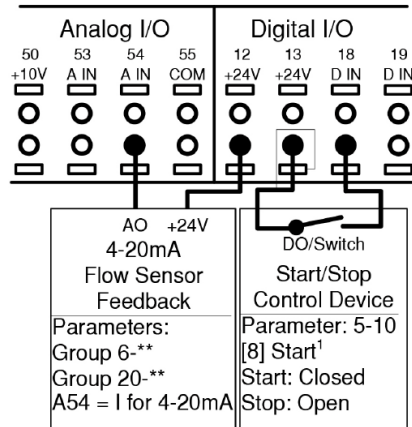 Analog I/O
Digital I/O
50 53 54 55 12 13 18 19
+10V A IN A IN COM +24V +24V D IN D IN
AO +24V
4-20mA
Flow Sensor
Feedback
Parameters:
Group 6-**
Group 20-**
A54 = I for 4-20mA
DO/Switch
Start/Stop
Control Device
Parameter: 5-10
[8] Start¹
Start: Closed
Stop: Open